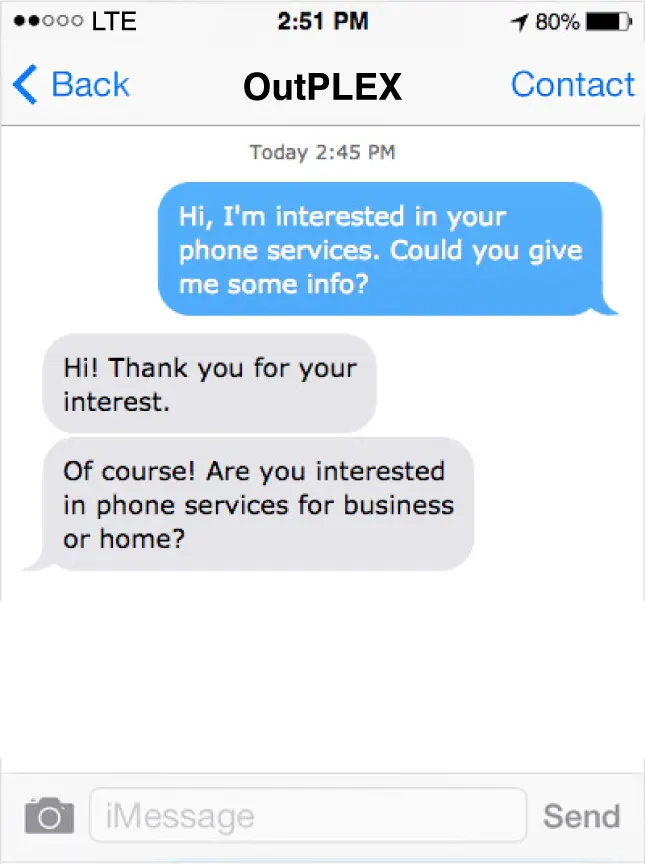 LTE 2:51 PM 80%
Back OutPLEX Contact
Today 2:45 PM
Hi, I'm interested in your
phone services. Could you give
me some info?
Hi! Thank you for your
interest.
Of course! Are you interested
in phone services for business
or home?
iMessage Send